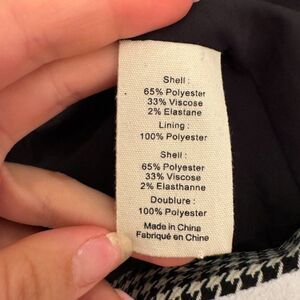 Shell :
65% Polyester
33% Viscose
2% Elastane
Lining :
100% Polyester
Shell :
65% Polyester
33% Viscose
2% Elasthanne
Doublure :
100% Polyester
Made in China
Fabriqué en Chine